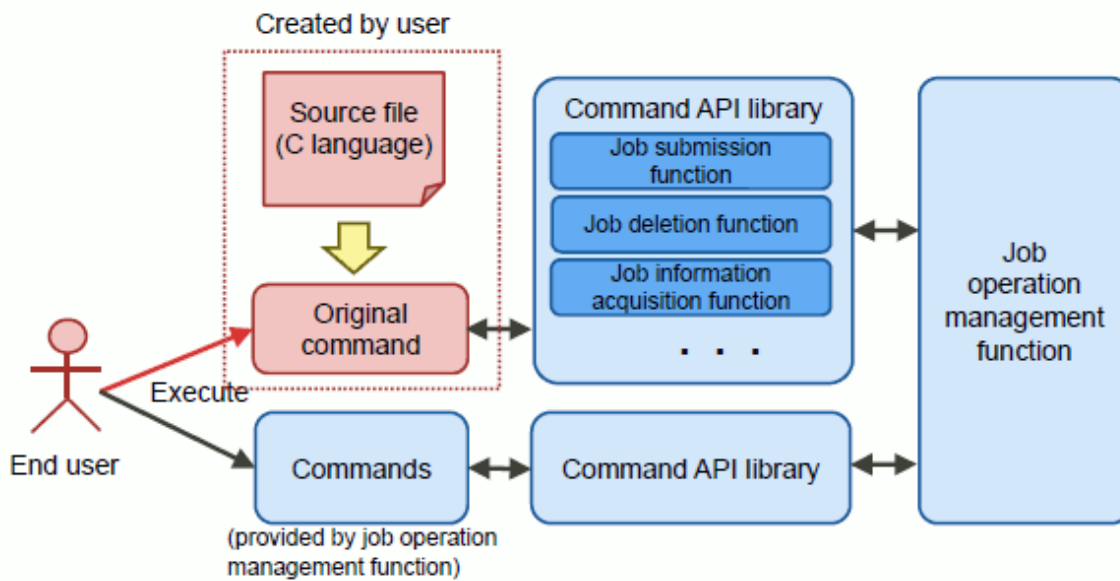 Created by user
Source file
(C language)
Original
command
Command API library
Job submission
function
Job deletion function
Job information
acquisition function
. . .
Job
operation
management
function
Execute
End user
Commands
(provided by job operation
management function)
Command API library